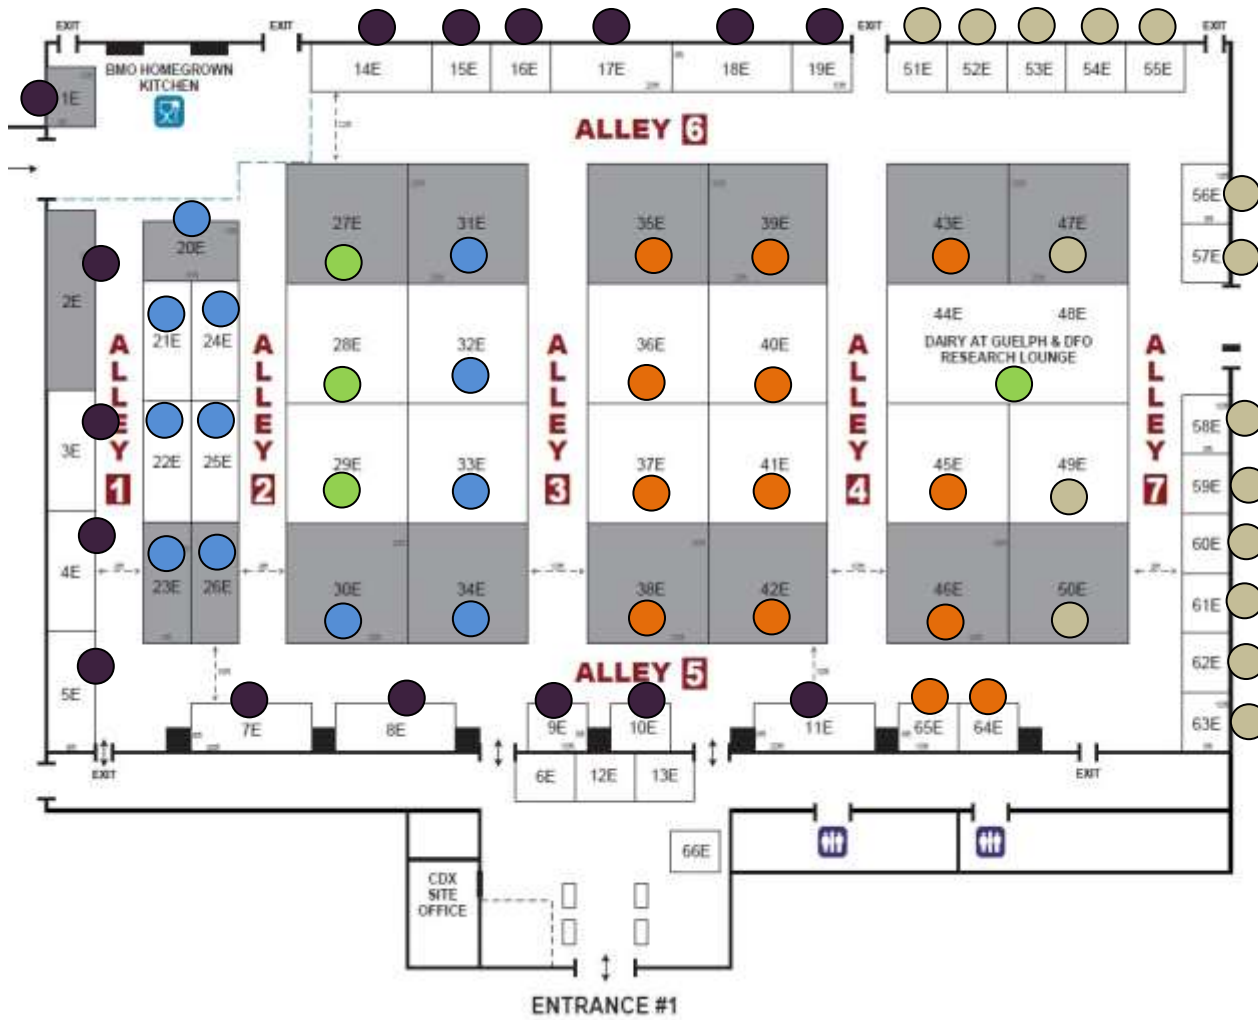 EXIT
EXIT
EXIT
EXIT
BMO HOMEGROWN
KITCHEN
14E
15E
16E
17E
18E
19E
51E
52E
53E
54E
55E
1E
ALLEY 6
56E
57E
20E
27E
31E
35E
39E
43E
47E
2E
21E
24E
28E
32E
36E
40E
44E
48E
DAIRY AT GUELPH & DFO
RESEARCH LOUNGE
ALLEY 1
ALLEY 2
ALLEY 3
ALLEY 4
ALLEY 7
3E
22E
25E
29E
33E
37E
41E
45E
49E
58E
59E
4E
23E
26E
30E
34E
38E
42E
46E
50E
60E
61E
62E
63E
5E
ALLEY 5
7E
8E
9E
10E
11E
65E
64E
EXIT
6E
12E
13E
EXIT
66E
CDX
SITE
OFFICE
ENTRANCE #1